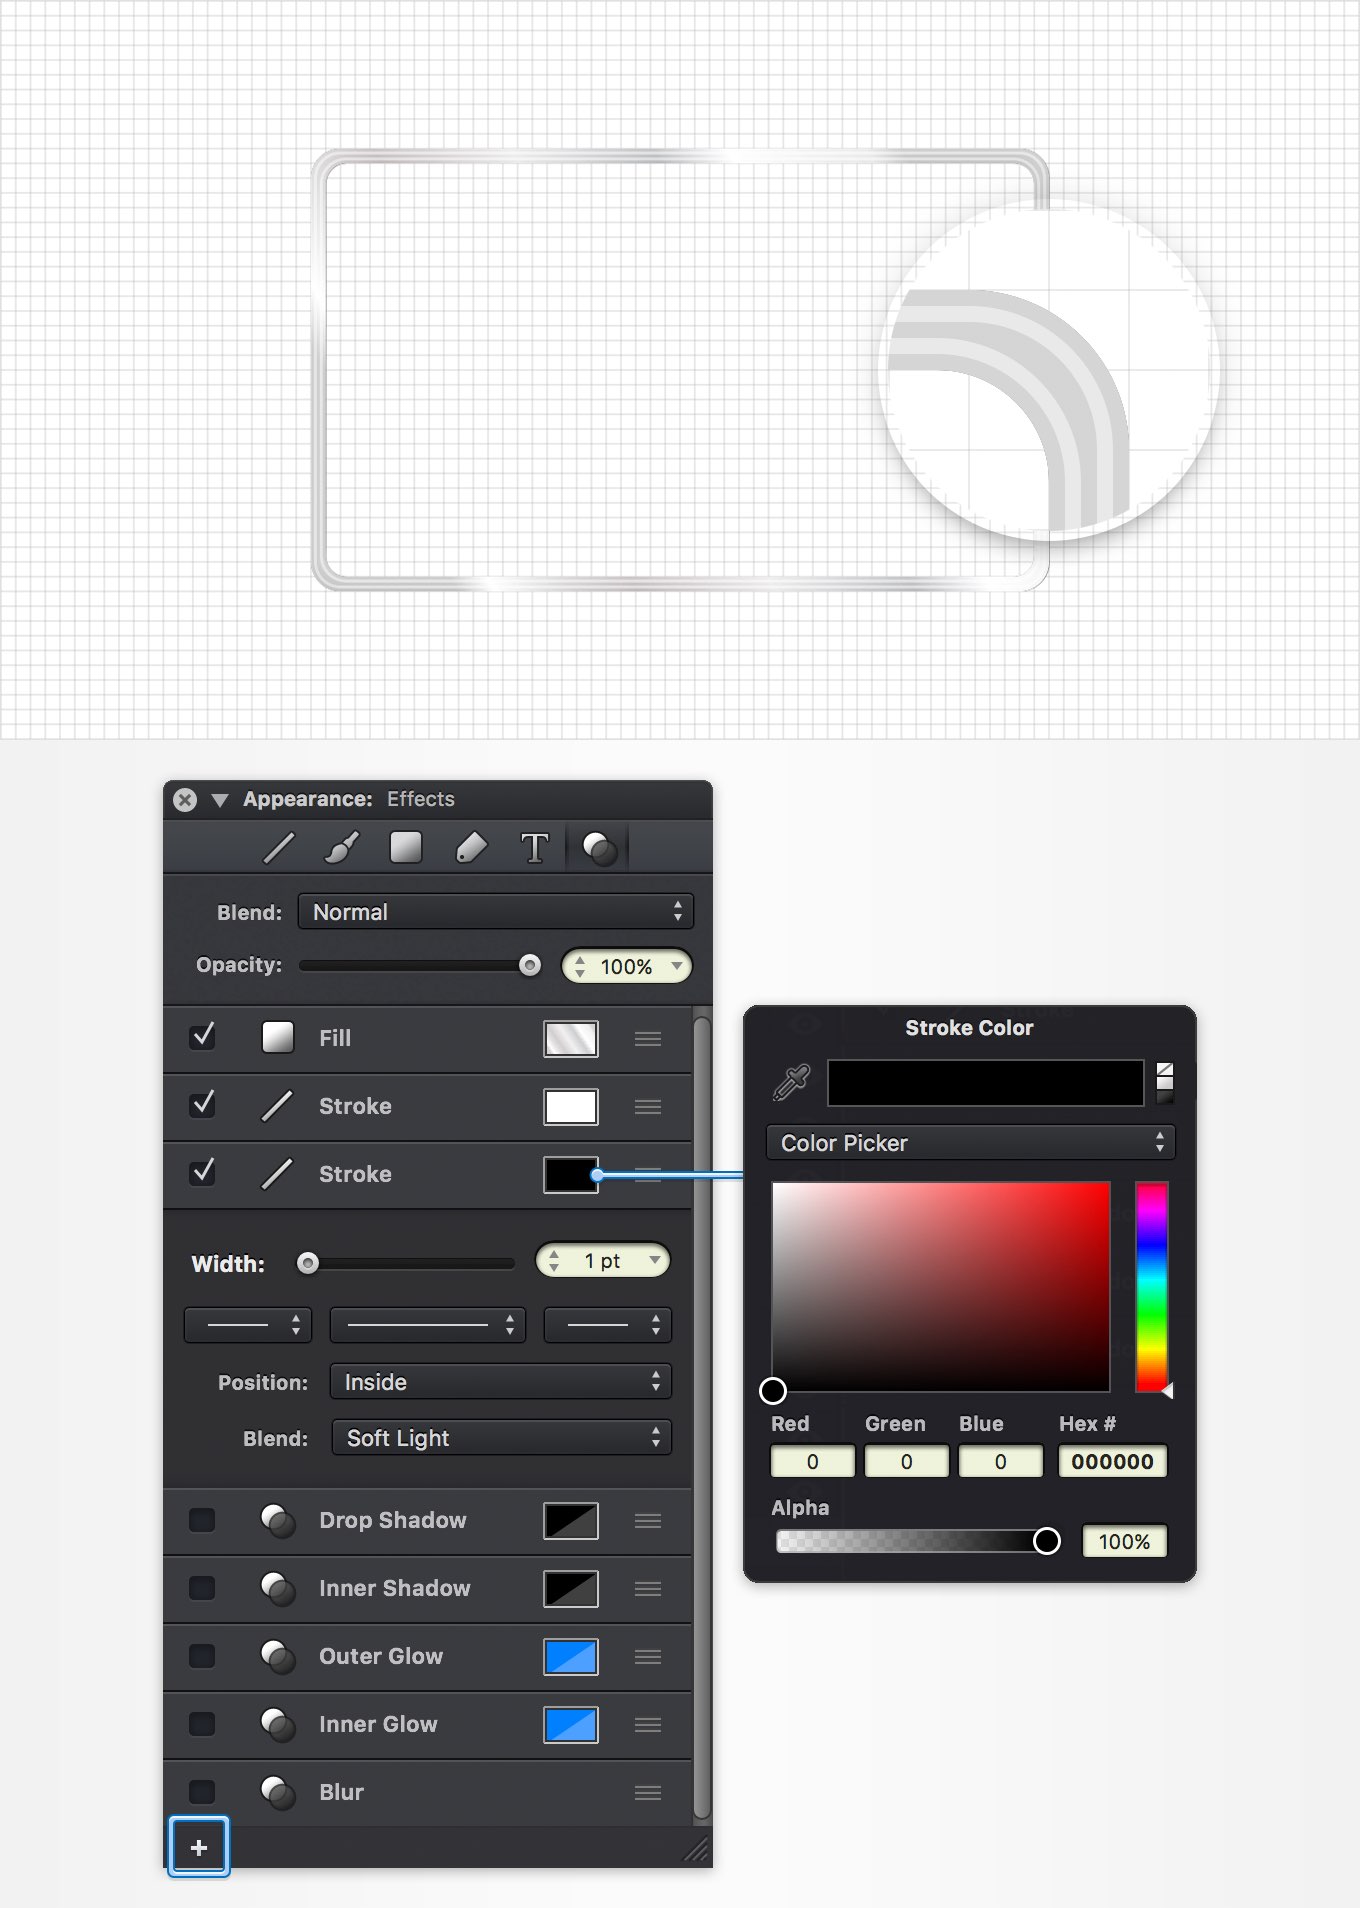 Appearance: Effects
T
Blend: Normal
Opacity: 100%
Fill
Stroke
Stroke
Width: 1 pt
Position: Inside
Blend: Soft Light
Drop Shadow
Inner Shadow
Outer Glow
Inner Glow
Blur
+
Stroke Color
Color Picker
Red Green Blue Hex #
0 0 0 000000
Alpha
100%